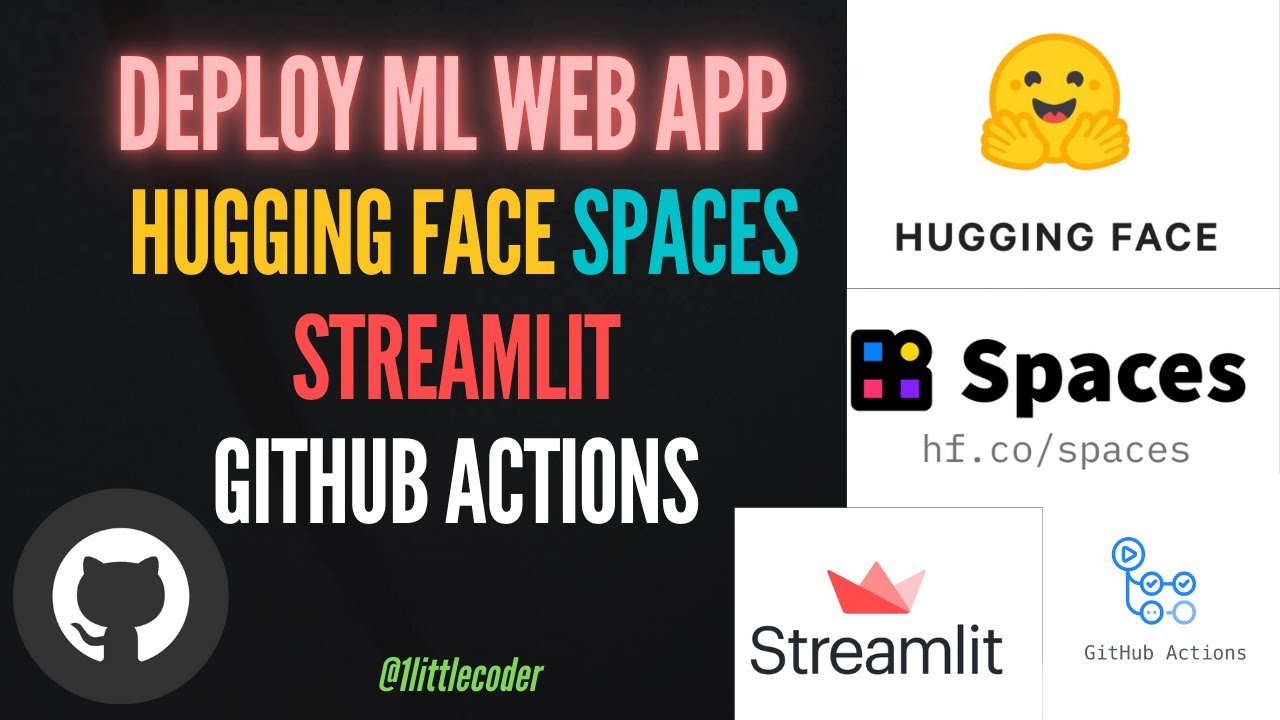 DEPLOY ML WEB APP
HUGGING FACE SPACES
STREAMLIT
GITHUB ACTIONS
@1littlecoder
HUGGING FACE
Spaces
hf.co/spaces
Streamlit
GitHub Actions